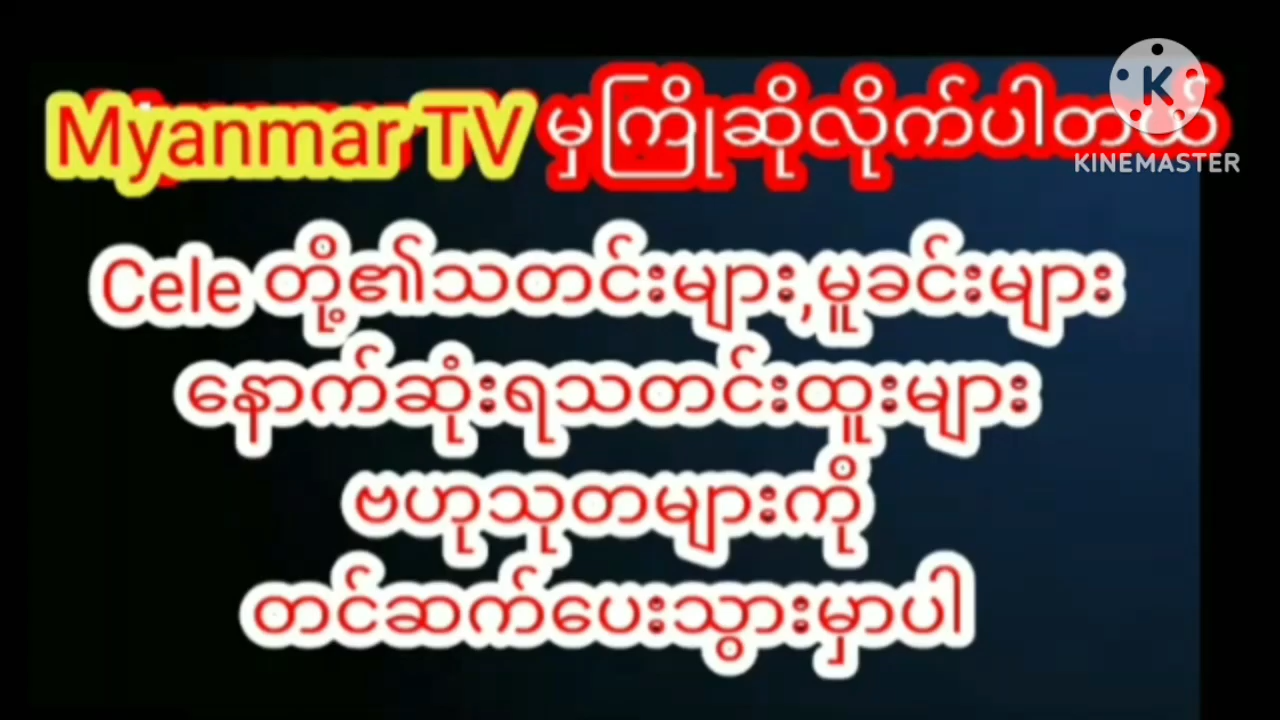 Myanmar TV မှကြိုဆိုလိုက်ပါတယ်
KINEMASTER
Cele တို့၏သတင်းများ,မူခင်းများ
နောက်ဆုံးရသတင်းထူးများ
ဗဟုသုတများကို
တင်ဆက်ပေးသွားမှာပါ